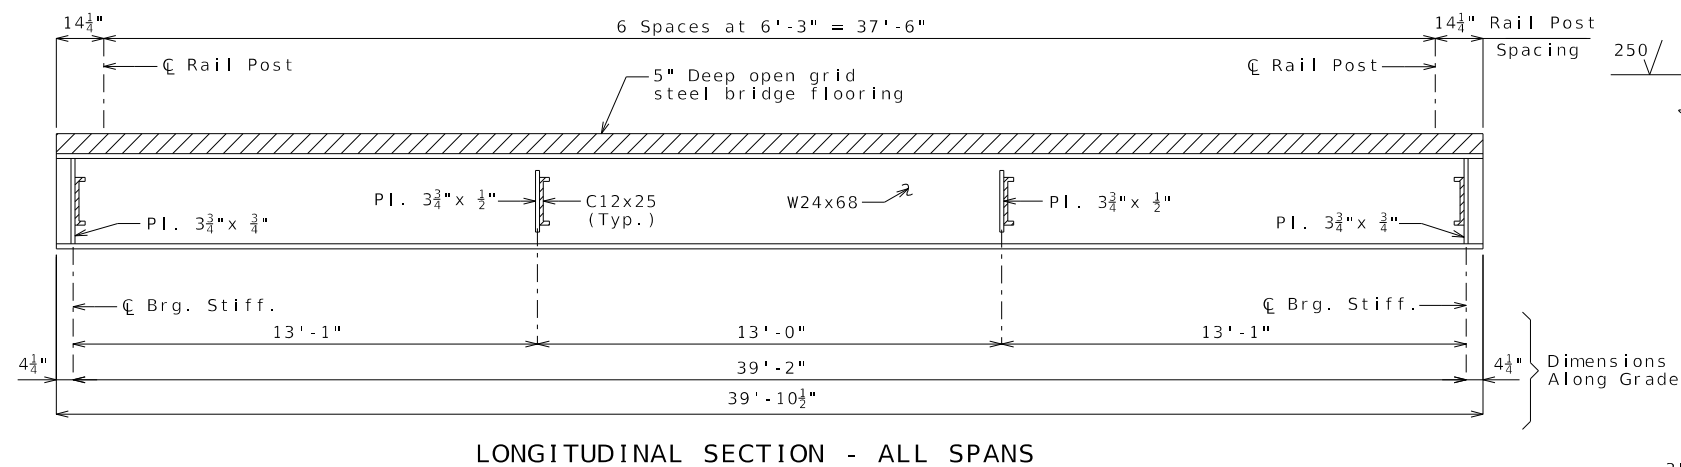 14¼"
6 Spaces at 6'-3" = 37'-6"
14¼" Rail Post
Spacing
250
℄ Rail Post
℄ Rail Post
5" Deep open grid
steel bridge flooring
Pl. 3¾"x ½"
C12x25
(Typ.)
W24x68
Pl. 3¾"x ½"
Pl. 3¾"x ¾"
Pl. 3¾"x ¾"
℄ Brg. Stiff.
℄ Brg. Stiff.
13'-1"
13'-0"
13'-1"
4¼"
39'-2"
4¼"
Dimensions
Along Grade
39'-10½"
LONGITUDINAL SECTION - ALL SPANS